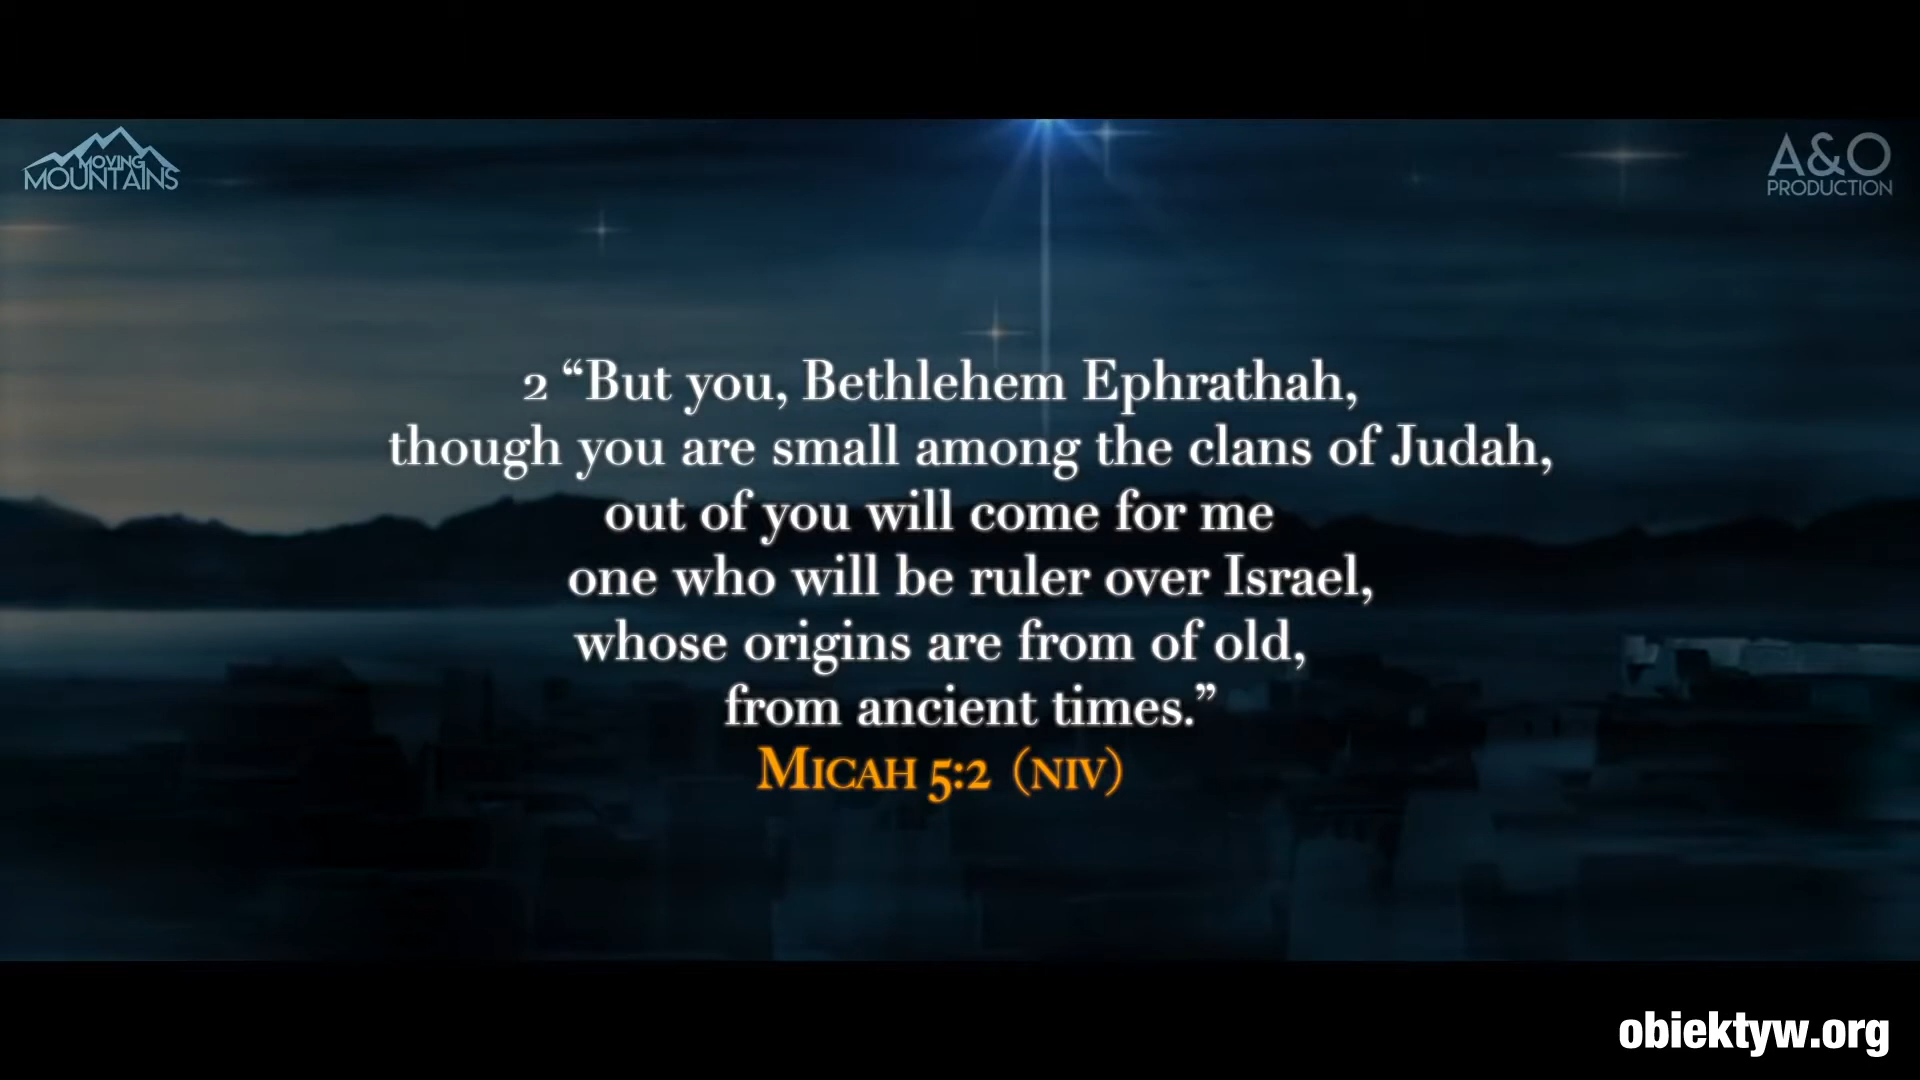 MOVING
MOUNTAINS
A&O
PRODUCTION
2 “But you, Bethlehem Ephrathah,
though you are small among the clans of Judah,
out of you will come for me
one who will be ruler over Israel,
whose origins are from of old,
from ancient times.”
MICAH 5:2 (NIV)
obiektyw.org